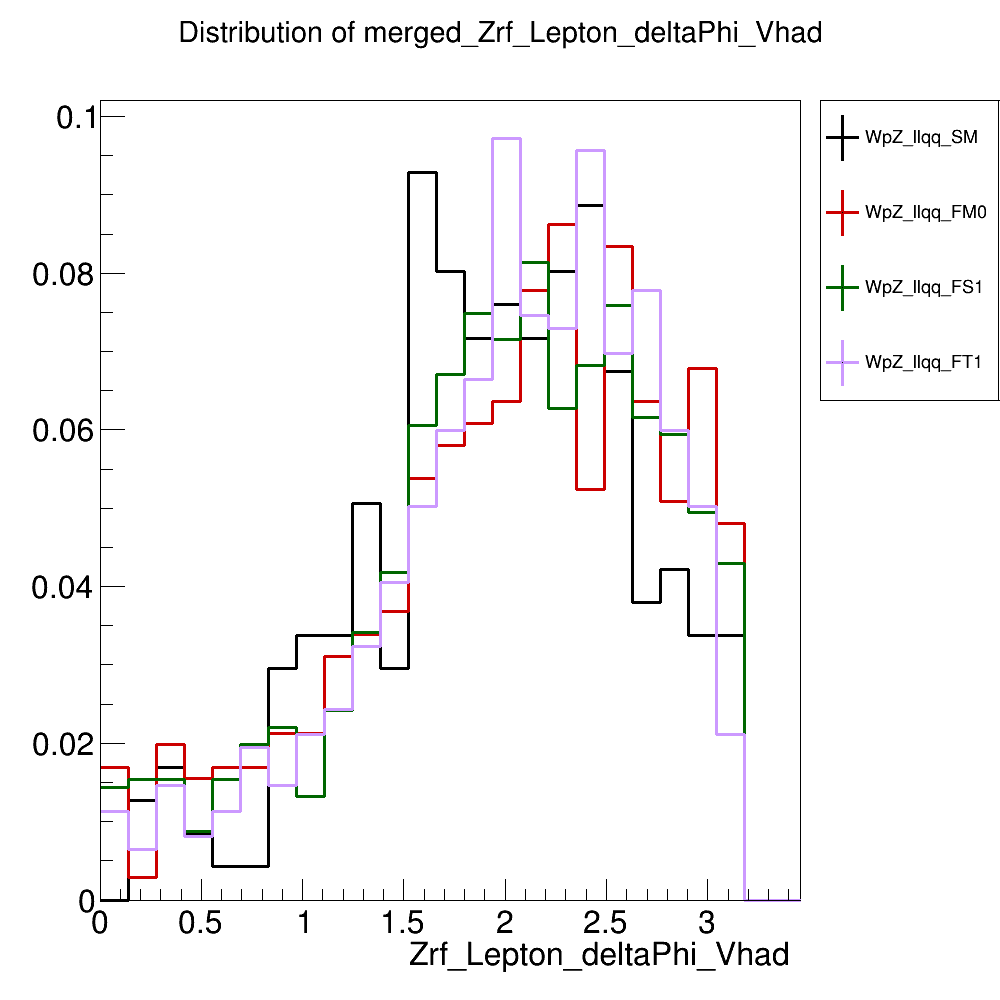 Distribution of merged_Zrf_Lepton_deltaPhi_Vhad
0.1
0.08
0.06
0.04
0.02
0
0 0.5 1 1.5 2 2.5 3
Zrf_Lepton_deltaPhi_Vhad
WpZ_llqq_SM
WpZ_llqq_FM0
WpZ_llqq_FS1
WpZ_llqq_FT1